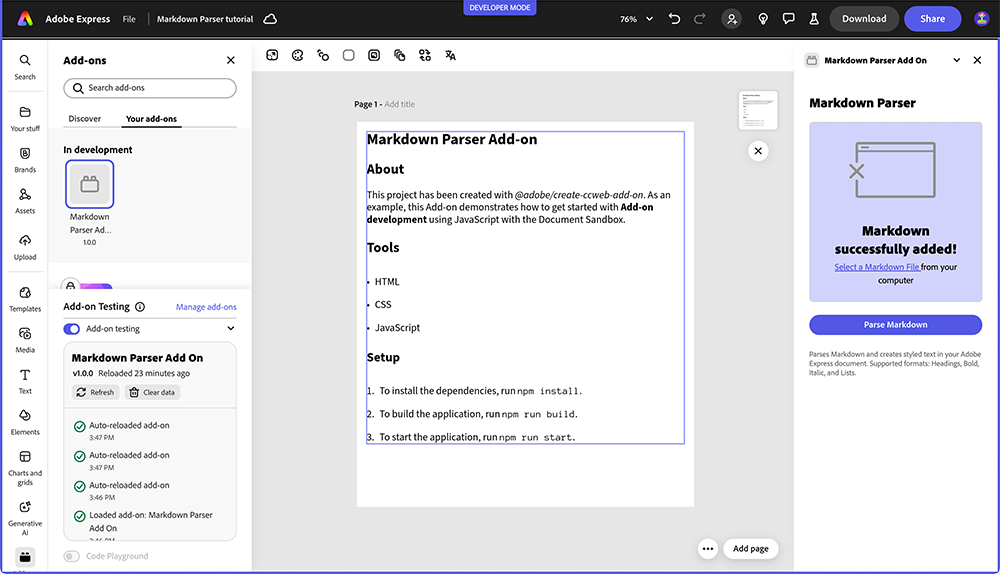 DEVELOPER MODE
Adobe Express
File
Markdown Parser tutorial
76%
Download
Share
Search
Your stuff
Brands
Assets
Upload
Templates
Media
Text
Elements
Charts and
grids
Generative
AI
Add-ons
Search add-ons
Discover
Your add-ons
In development
Markdown
Parser Ad...
1.0.0
Add-on Testing
Manage add-ons
Add-on testing
Markdown Parser Add On
v1.0.0 Reloaded 23 minutes ago
Refresh
Clear data
Auto-reloaded add-on
3:47 PM
Auto-reloaded add-on
3:47 PM
Auto-reloaded add-on
3:46 PM
Loaded add-on: Markdown Parser
Add On
Code Playground
Page 1 - Add title
Markdown Parser Add-on
About
This project has been created with @adobe/create-ccweb-add-on. As an
example, this Add-on demonstrates how to get started with Add-on
development using JavaScript with the Document Sandbox.
Tools
• HTML
• CSS
• JavaScript
Setup
1. To install the dependencies, run npm install.
2. To build the application, run npm run build.
3. To start the application, run npm run start.
Add page
Markdown Parser Add On
Markdown Parser
Markdown
successfully added!
Select a Markdown File from your
computer
Parse Markdown
Parses Markdown and creates styled text in your Adobe
Express document. Supported formats: Headings, Bold,
Italic, and Lists.